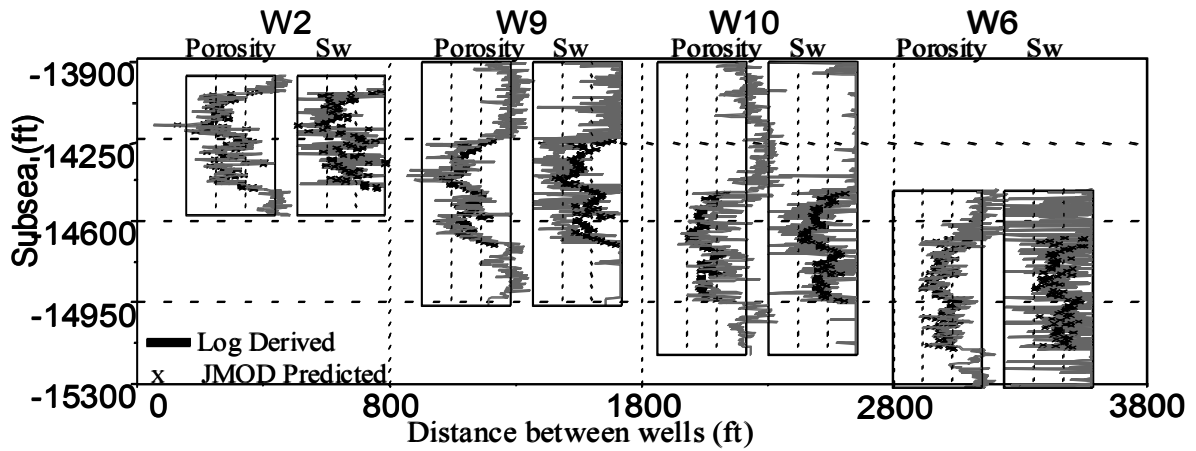 W2 W9 W10 W6
Porosity Sw Porosity Sw Porosity Sw Porosity Sw
Subsea (ft)
-13900
-14250
-14600
-14950
-15300
Log Derived
x JMOD Predicted
0 800 1800 2800 3800
Distance between wells (ft)